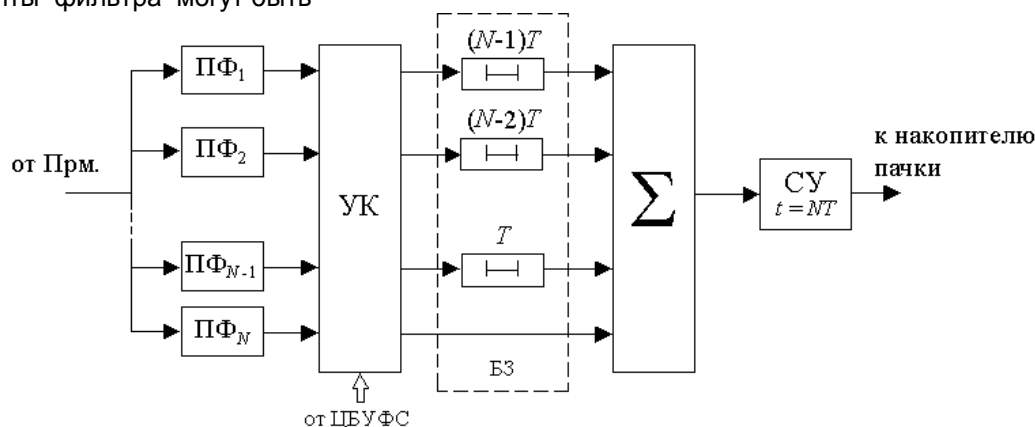 нты фильтра могут быть
(N-1)T
ПФ1
(N-2)T
к накопителю
пачки
ПФ2
от Прм.
УК
Σ
СУ
t = NT
T
ПФN-1
ПФN
БЗ
от ЦБУФС